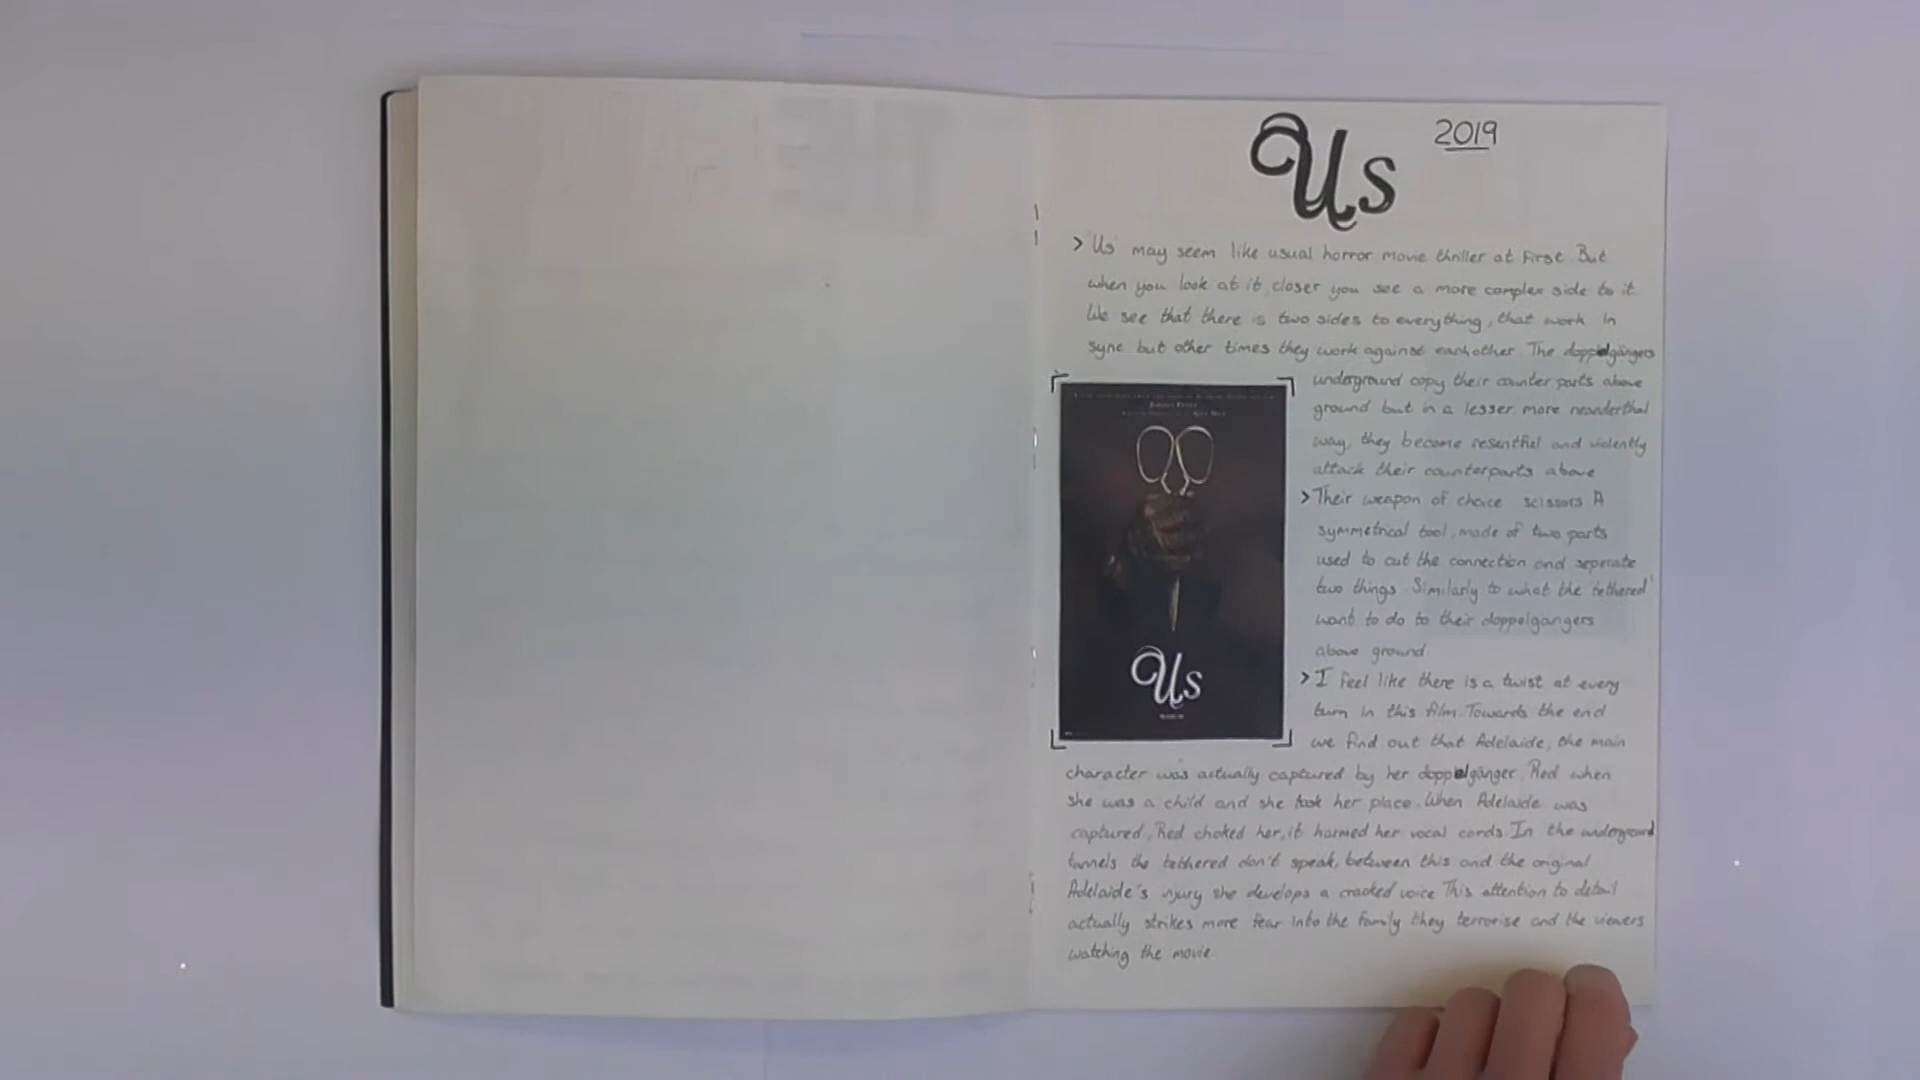 Us 2019
> 'Us' may seem like usual horror movie thriller at first. But
when you look at it closer you see a more complex side to it.
We see that there is two sides to everything, that work in
sync but other times they work against eachother. The doppelgängers
underground copy their counter parts above
ground but in a lesser more neanderthal
way, they become resentful and violently
attack their counterparts above
> Their weapon of choice scissors. A
symmetrical tool, made of two parts
used to cut the connection and seperate
two things. Similarly to what the 'tethered'
want to do to their doppelgängers
above ground
> I feel like there is a twist at every
turn in this film. Towards the end
we find out that Adelaide, the main
character was actually captured by her doppelgänger, Red when
she was a child and she took her place. When Adelaide was
captured, Red choked her, it harmed her vocal cords. In the underground
tunnels the tethered don't speak, between this and the original
Adelaide's injury she develops a cracked voice. This attention to detail
actually strikes more fear into the family they terrorise and the viewers
watching the movie.
Us